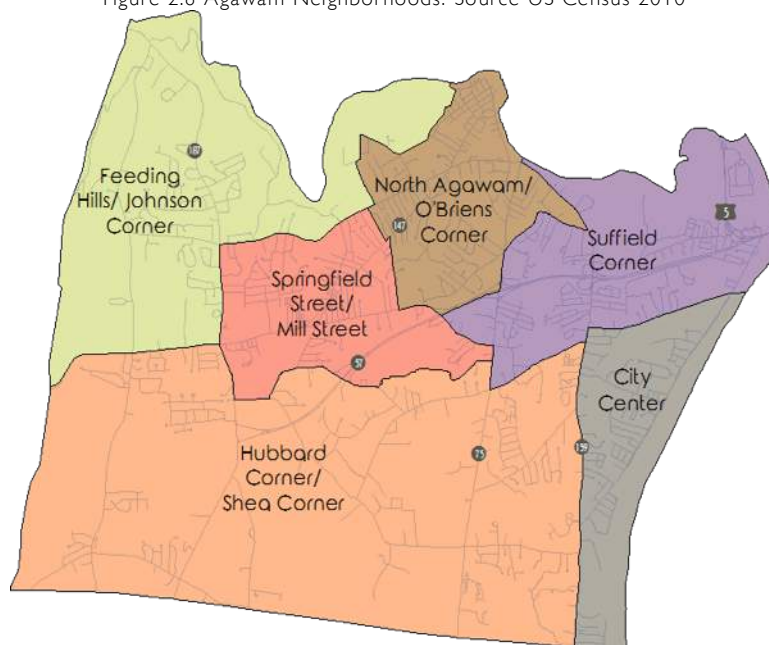 Figure 2.8 Agawam Neighborhoods. Source US Census 2010
187
Feeding
Hills/ Johnson
Corner
North Agawam/
O'Briens
Corner
147
5
Suffield
Corner
Springfield
Street/
Mill Street
57
City
Center
Hubbard
Corner/
Shea Corner
75
159